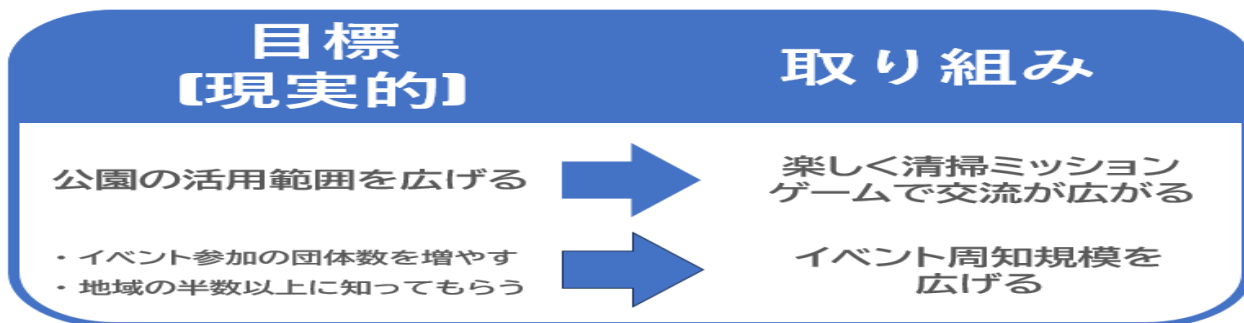 目標
【現実的】
取り組み
公園の活用範囲を広げる
楽しく清掃ミッション
ゲームで交流が広がる
・イベント参加の団体数を増やす
・地域の半数以上に知ってもらう
イベント周知規模を
広げる